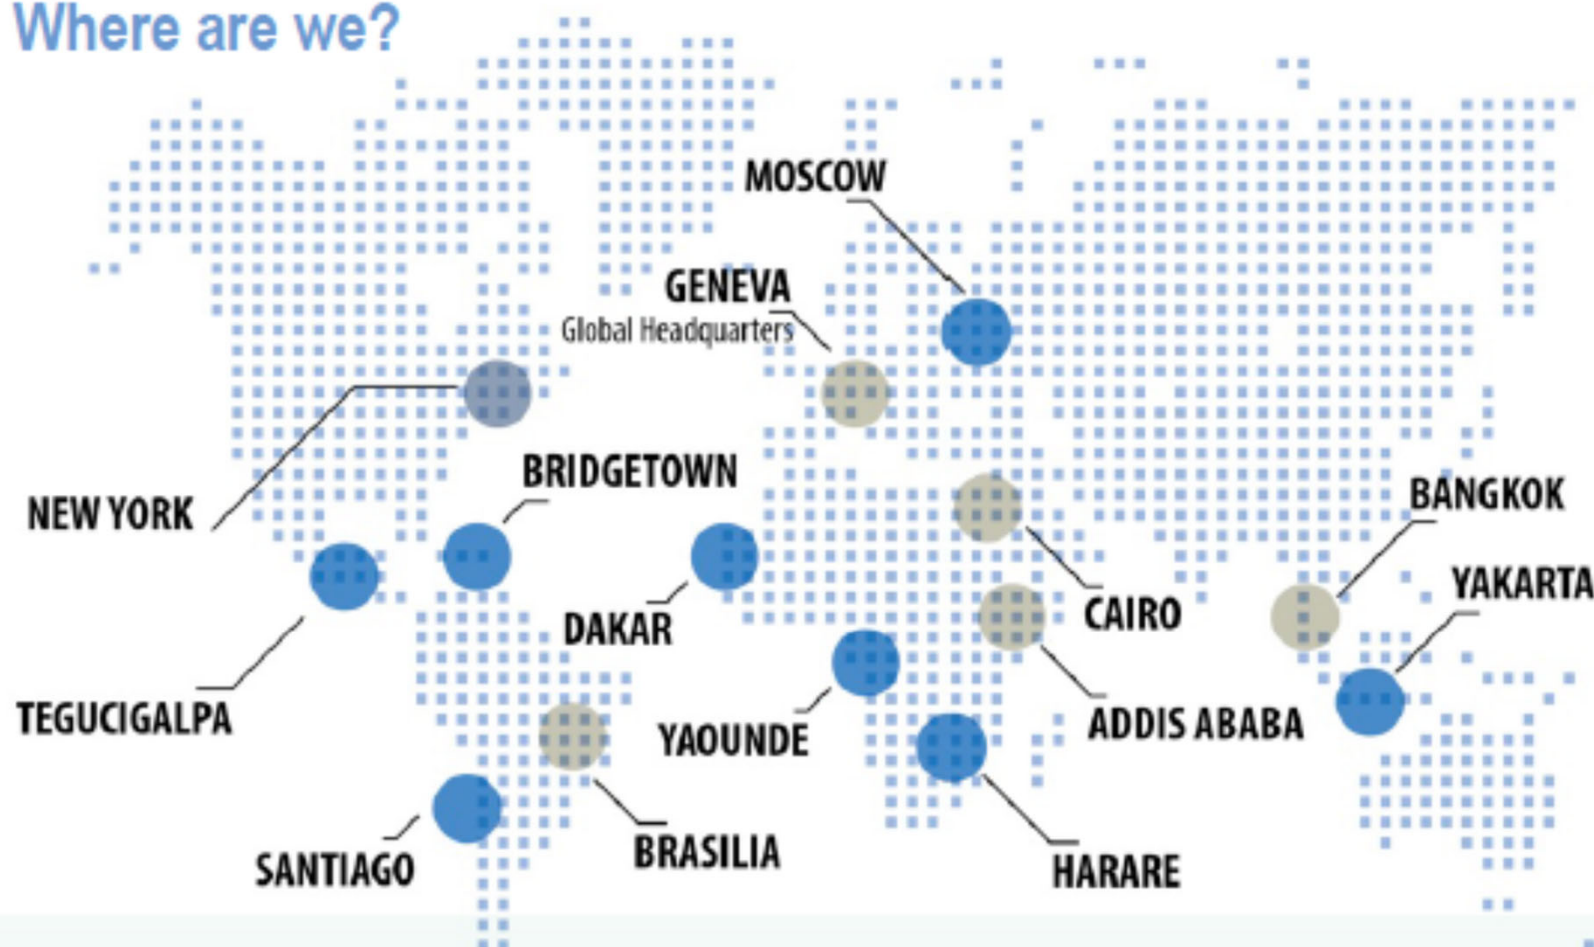 Where are we?
MOSCOW
GENEVA
Global Headquarters
BRIDGETOWN
NEW YORK
BANGKOK
YAKARTA
CAIRO
DAKAR
TEGUCIGALPA
YAOUNDE
ADDIS ABABA
BRASILIA
SANTIAGO
HARARE